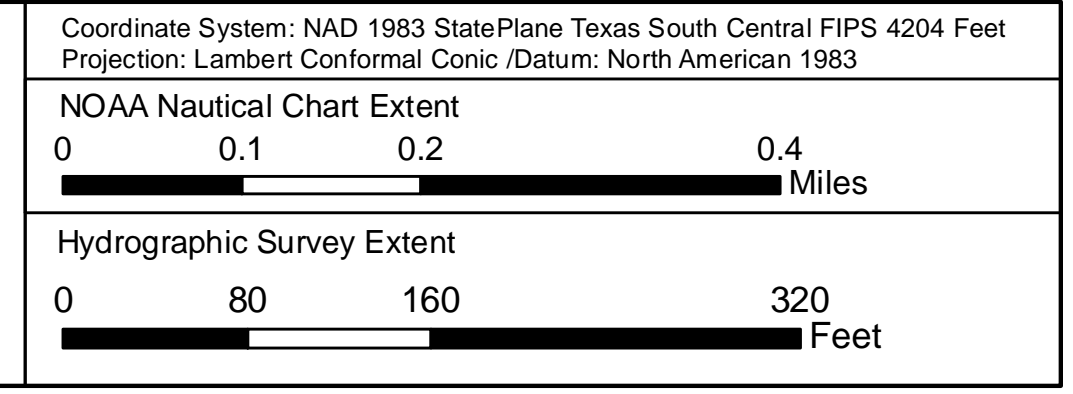 Coordinate System: NAD 1983 StatePlane Texas South Central FIPS 4204 Feet
Projection: Lambert Conformal Conic /Datum: North American 1983
NOAA Nautical Chart Extent
0 0.1 0.2 0.4
Miles
Hydrographic Survey Extent
0 80 160 320
Feet